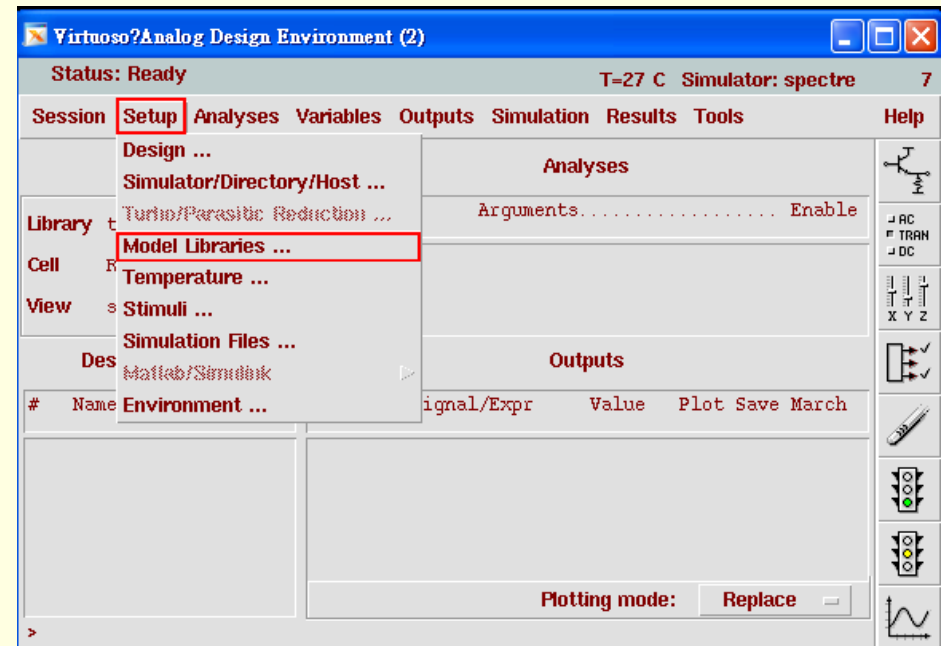 Virtuoso?Analog Design Environment (2)
Status: Ready T=27 C Simulator: spectre 7
Session Setup Analyses Variables Outputs Simulation Results Tools Help
Design ...
Analyses
Simulator/Directory/Host ...
Turbo/Parasitic Reduction ...
Library t
Arguments.................. Enable
Model Libraries ...
Cell R
Temperature ...
View s
Stimuli ...
Simulation Files ...
Des
Outputs
Matlab/Simulink
# Name
Environment ...
ignal/Expr Value Plot Save March
AC
TRAN
DC
X Y Z
Plotting mode: Replace
>